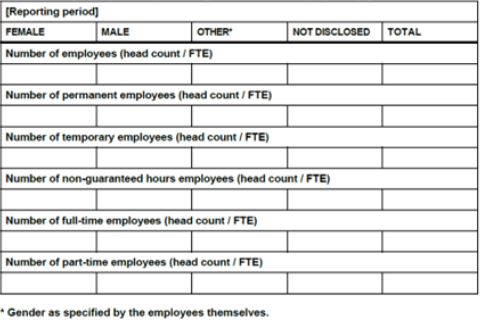 [Reporting period]
FEMALE MALE OTHER* NOT DISCLOSED TOTAL
Number of employees (head count / FTE)
Number of permanent employees (head count / FTE)
Number of temporary employees (head count / FTE)
Number of non-guaranteed hours employees (head count / FTE)
Number of full-time employees (head count / FTE)
Number of part-time employees (head count / FTE)
* Gender as specified by the employees themselves.